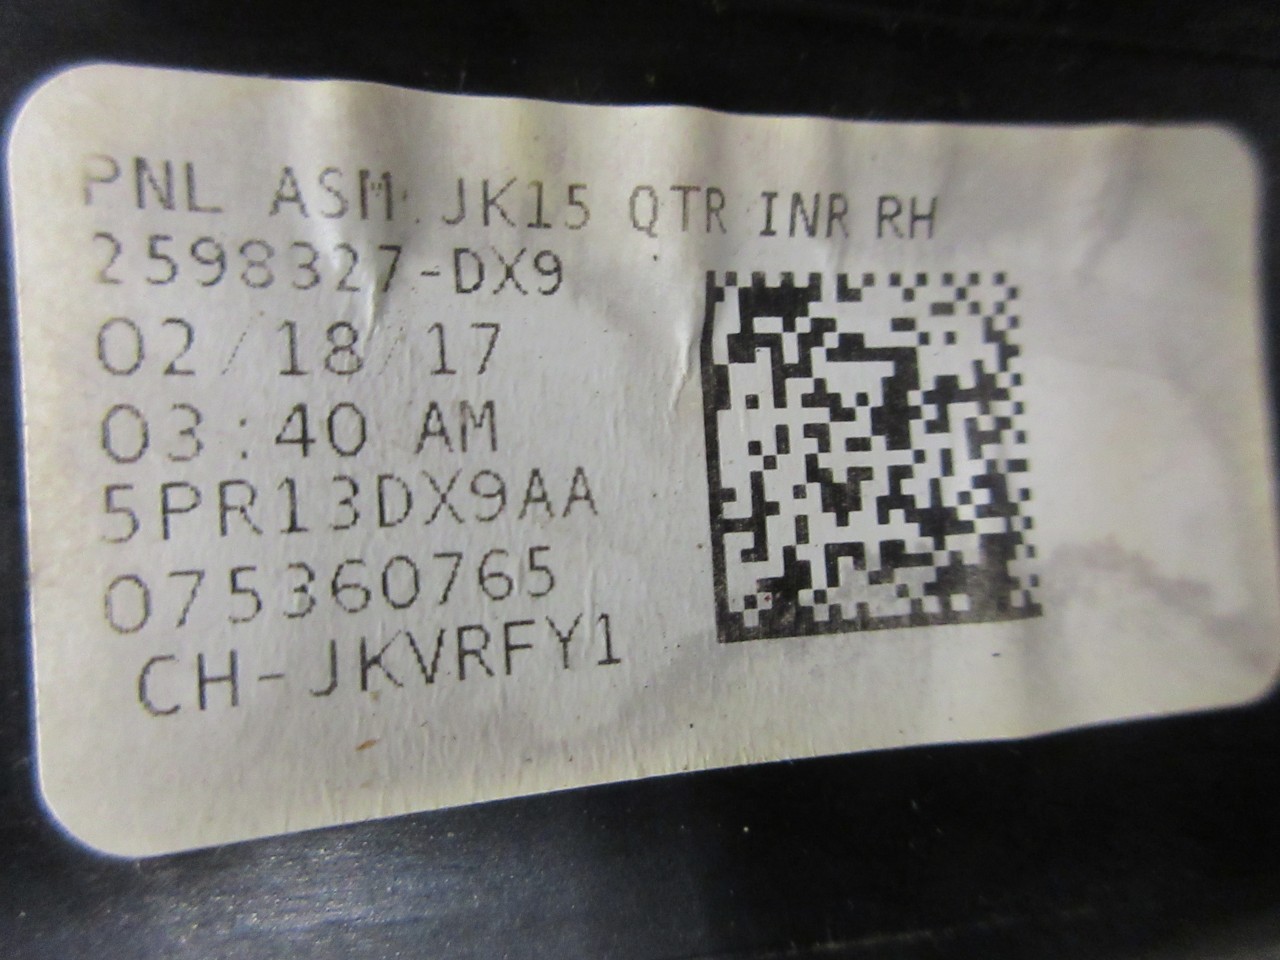 PNL ASM JK15 QTR INR RH
2598327-DX9
02/18/17
03:40 AM
5PR13DX9AA
075360765
CH-JKVRFY1